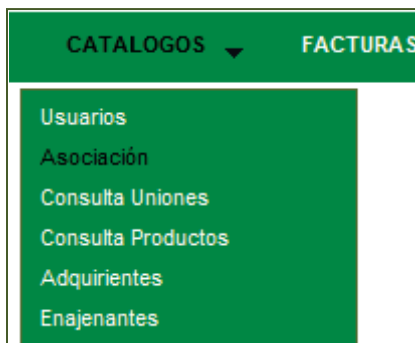 CATALOGOS FACTURAS
Usuarios
Asociación
Consulta Uniones
Consulta Productos
Adquirientes
Enajenantes